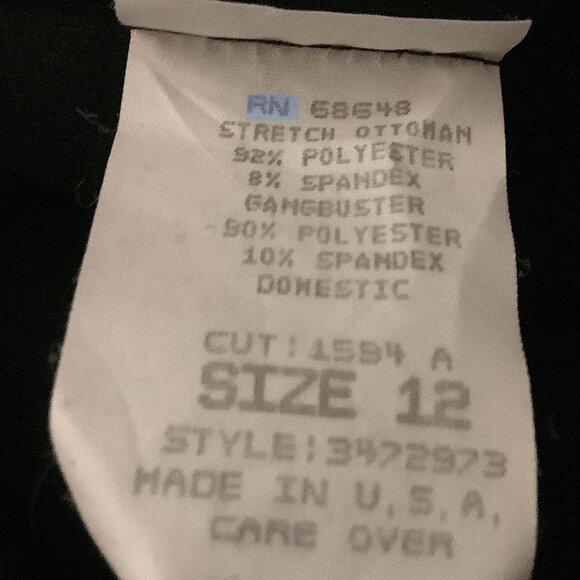 RN 68648
STRETCH OTTOMAN
92% POLYESTER
8% SPANDEX
GANGBUSTER
90% POLYESTER
10% SPANDEX
DOMESTIC
CUT: 1594 A
SIZE 12
STYLE: 3472973
MADE IN U.S.A.
CARE OVER